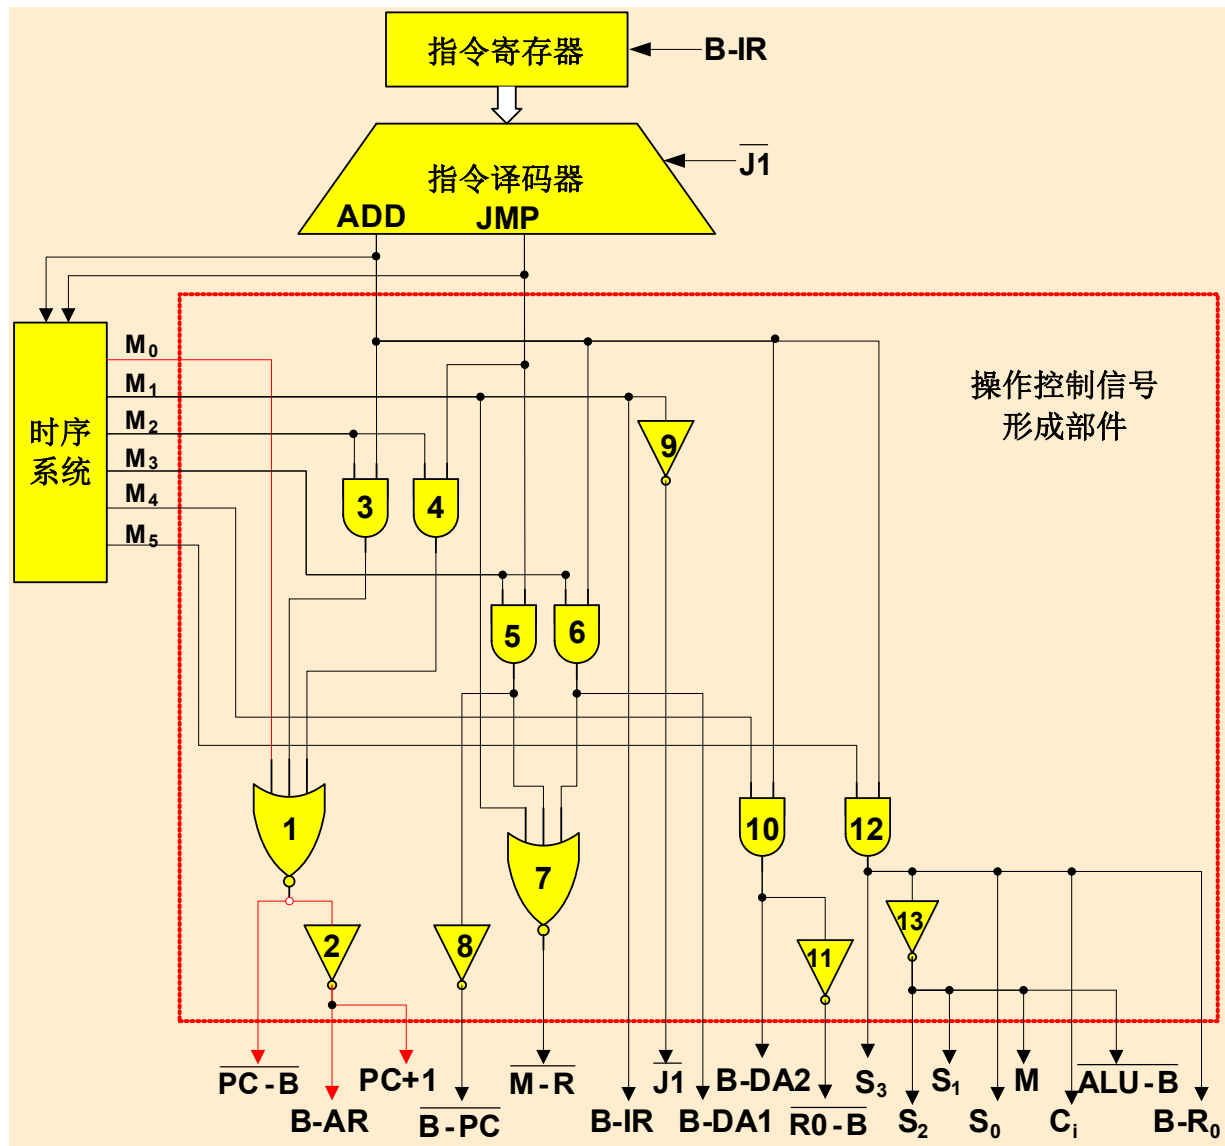 指令寄存器
B-IR
指令译码器
J1
ADD
JMP
时序
系统
M0
M1
M2
M3
M4
M5
操作控制信号
形成部件
9
3
4
5
6
1
7
10
12
2
8
11
13
PC-B
B-AR
PC+1
B-PC
M-R
B-IR
J1
B-DA1
B-DA2
R0-B
S3
S2
S1
S0
M
Ci
ALU-B
B-R0